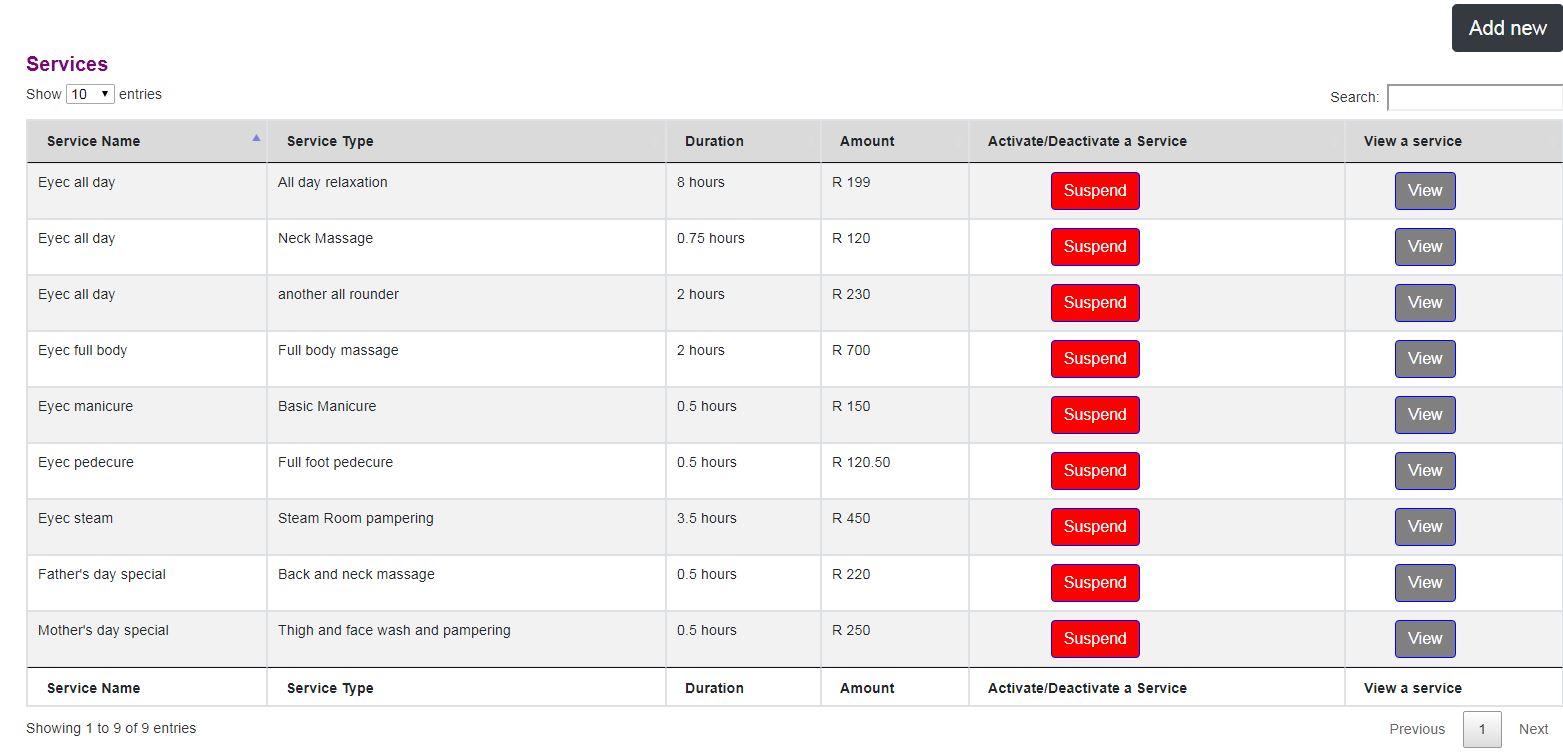 Add new
Services
Show 10 entries
Search:
Service Name Service Type Duration Amount Activate/Deactivate a Service View a service
Eyec all day All day relaxation 8 hours R 199 Suspend View
Eyec all day Neck Massage 0.75 hours R 120 Suspend View
Eyec all day another all rounder 2 hours R 230 Suspend View
Eyec full body Full body massage 2 hours R 700 Suspend View
Eyec manicure Basic Manicure 0.5 hours R 150 Suspend View
Eyec pedecure Full foot pedecure 0.5 hours R 120.50 Suspend View
Eyec steam Steam Room pampering 3.5 hours R 450 Suspend View
Father's day special Back and neck massage 0.5 hours R 220 Suspend View
Mother's day special Thigh and face wash and pampering 0.5 hours R 250 Suspend View
Service Name Service Type Duration Amount Activate/Deactivate a Service View a service
Showing 1 to 9 of 9 entries
Previous 1 Next